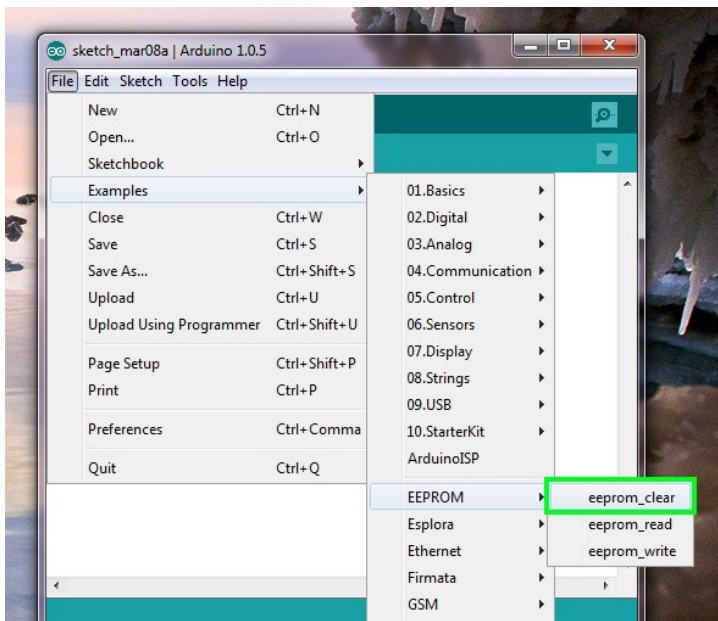 sketch_mar08a | Arduino 1.0.5
File Edit Sketch Tools Help
New Ctrl+N
Open... Ctrl+O
Sketchbook
Examples
Close Ctrl+W
Save Ctrl+S
Save As... Ctrl+Shift+S
Upload Ctrl+U
Upload Using Programmer Ctrl+Shift+U
Page Setup Ctrl+Shift+P
Print Ctrl+P
Preferences Ctrl+Comma
Quit Ctrl+Q
01.Basics
02.Digital
03.Analog
04.Communication
05.Control
06.Sensors
07.Display
08.Strings
09.USB
10.StarterKit
ArduinoISP
EEPROM
Esplora
Ethernet
Firmata
GSM
eeprom_clear
eeprom_read
eeprom_write